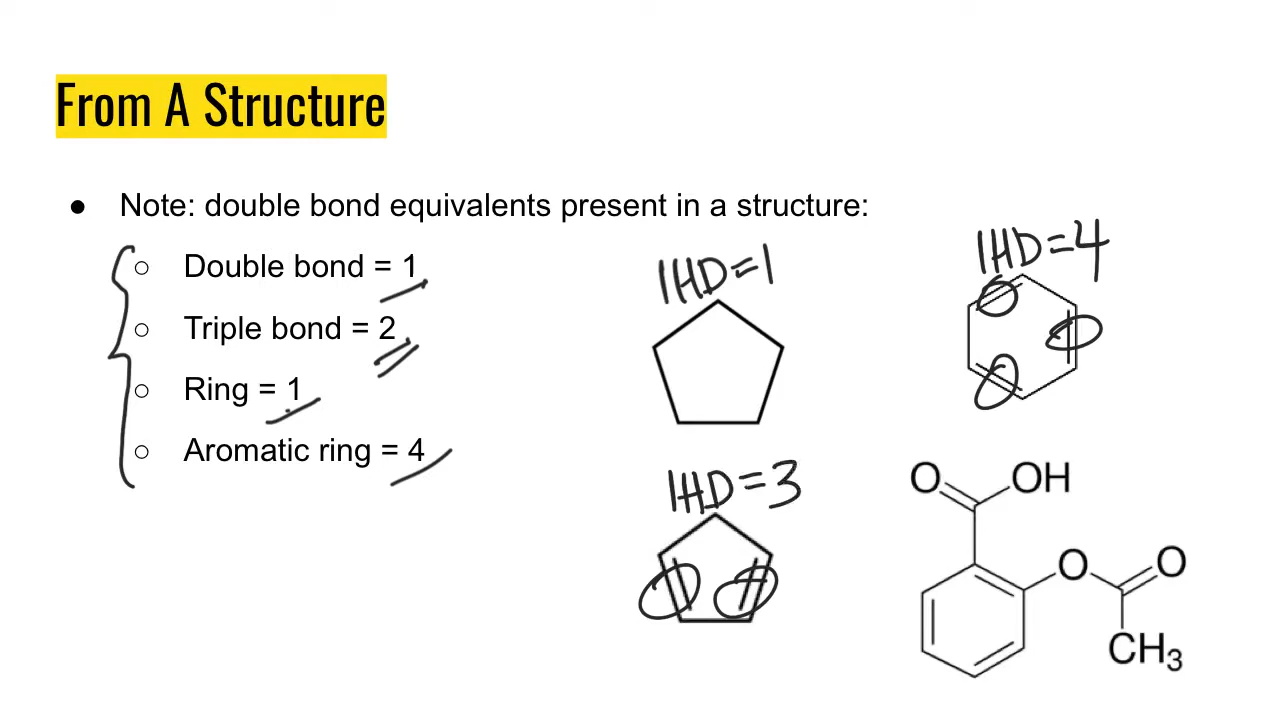 From A Structure
● Note: double bond equivalents present in a structure:
○ Double bond = 1
○ Triple bond = 2
○ Ring = 1
○ Aromatic ring = 4
IHD=1
IHD=4
IHD=3
O OH
O O
CH₃